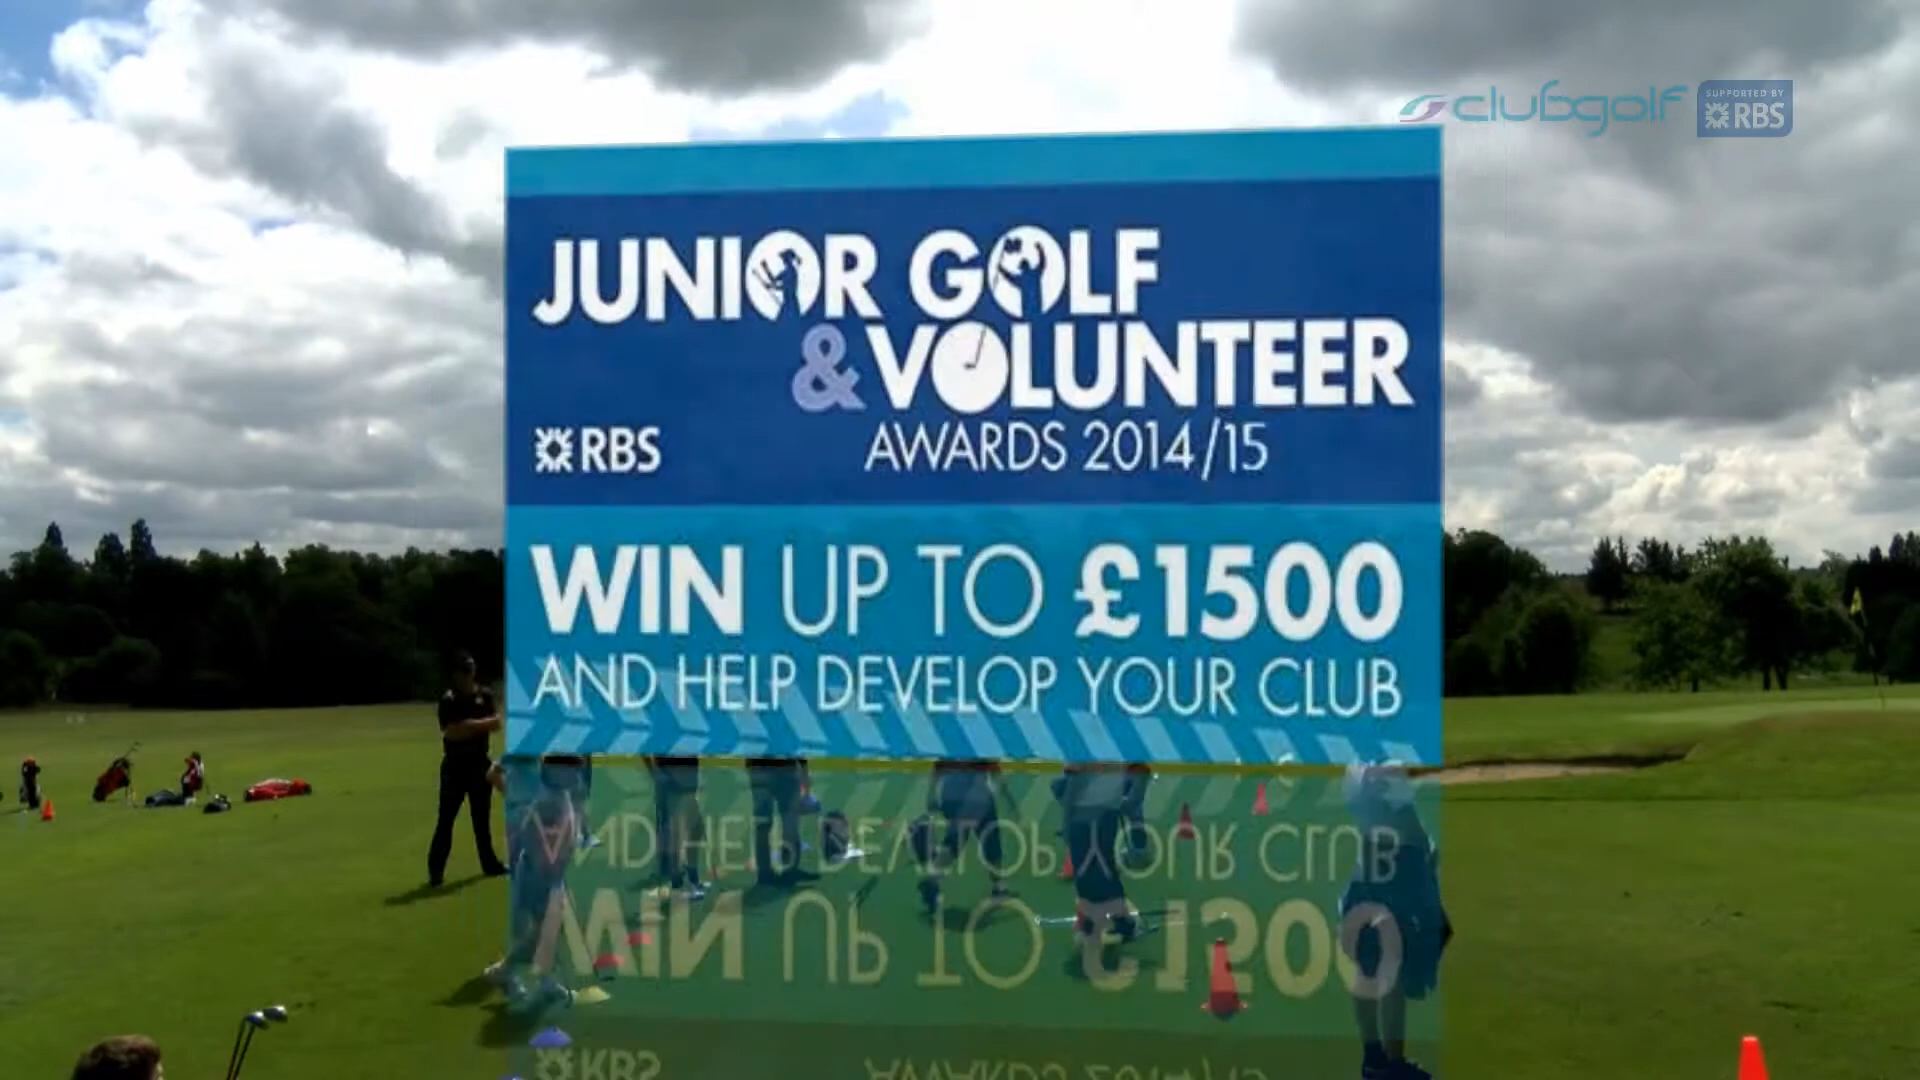 clubgolf
SUPPORTED BY
RBS
JUNIOR GOLF
& VOLUNTEER
AWARDS 2014/15
RBS
WIN UP TO £1500
AND HELP DEVELOP YOUR CLUB